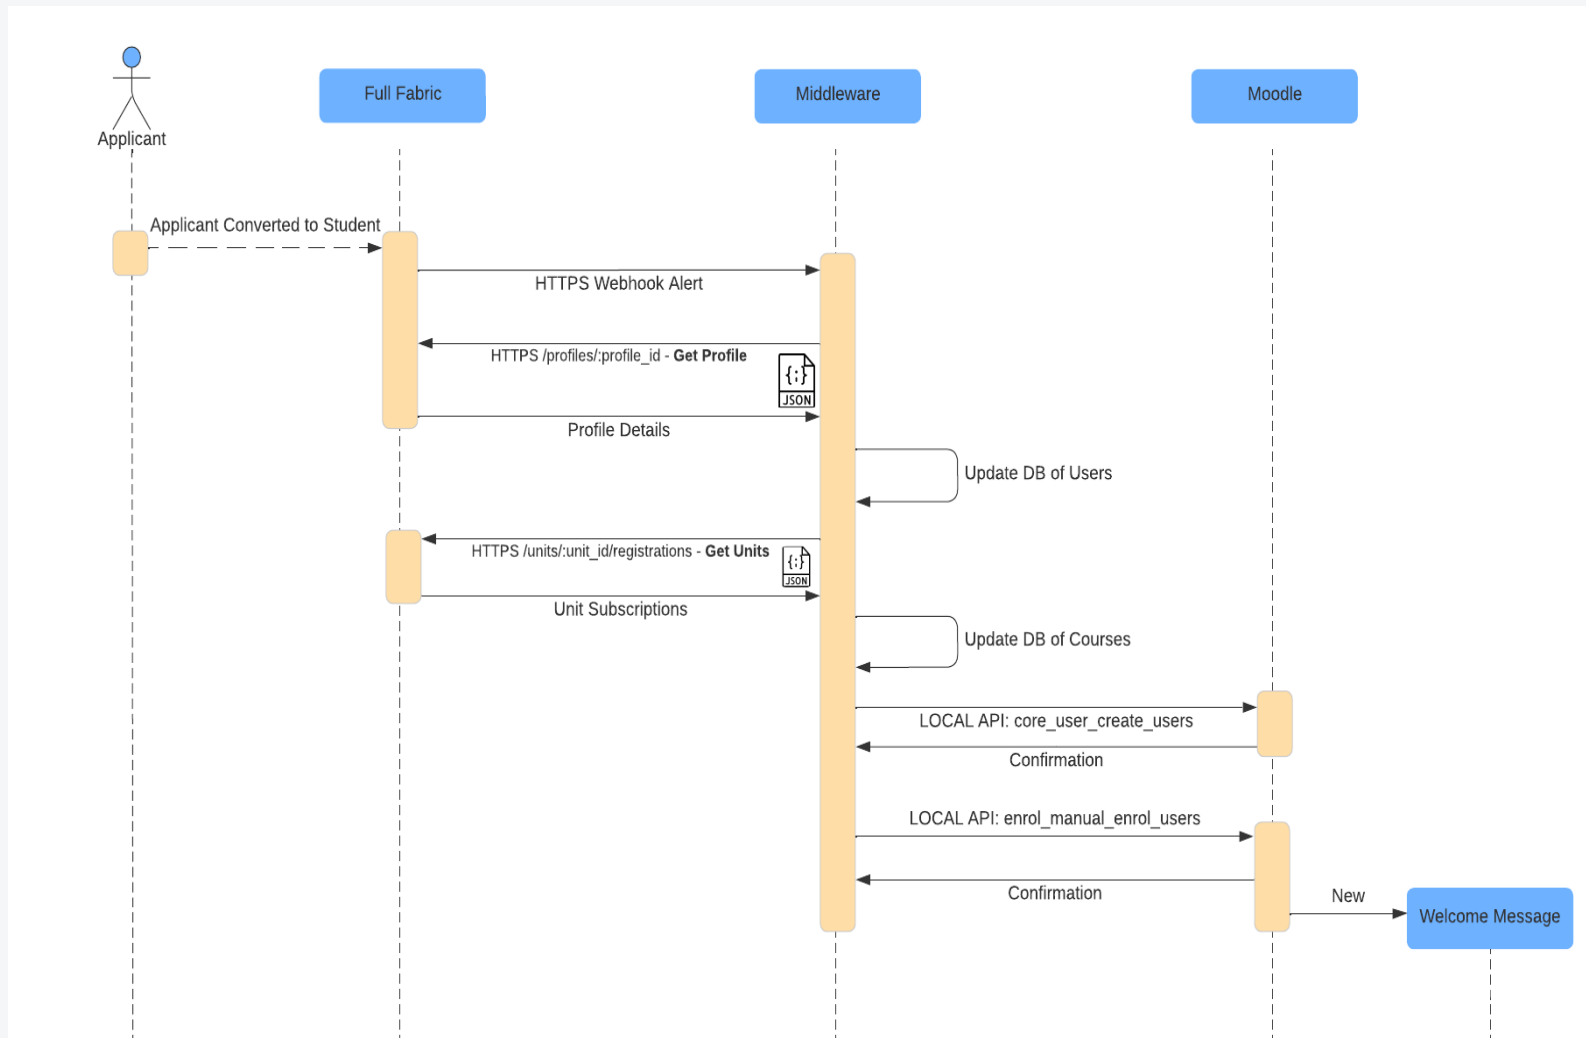 Full Fabric
Middleware
Moodle
Applicant
Applicant Converted to Student
HTTPS Webhook Alert
HTTPS /profiles/:profile_id - Get Profile
{;}
JSON
Profile Details
Update DB of Users
HTTPS /units/:unit_id/registrations - Get Units
{;}
JSON
Unit Subscriptions
Update DB of Courses
LOCAL API: core_user_create_users
Confirmation
LOCAL API: enrol_manual_enrol_users
Confirmation
New
Welcome Message